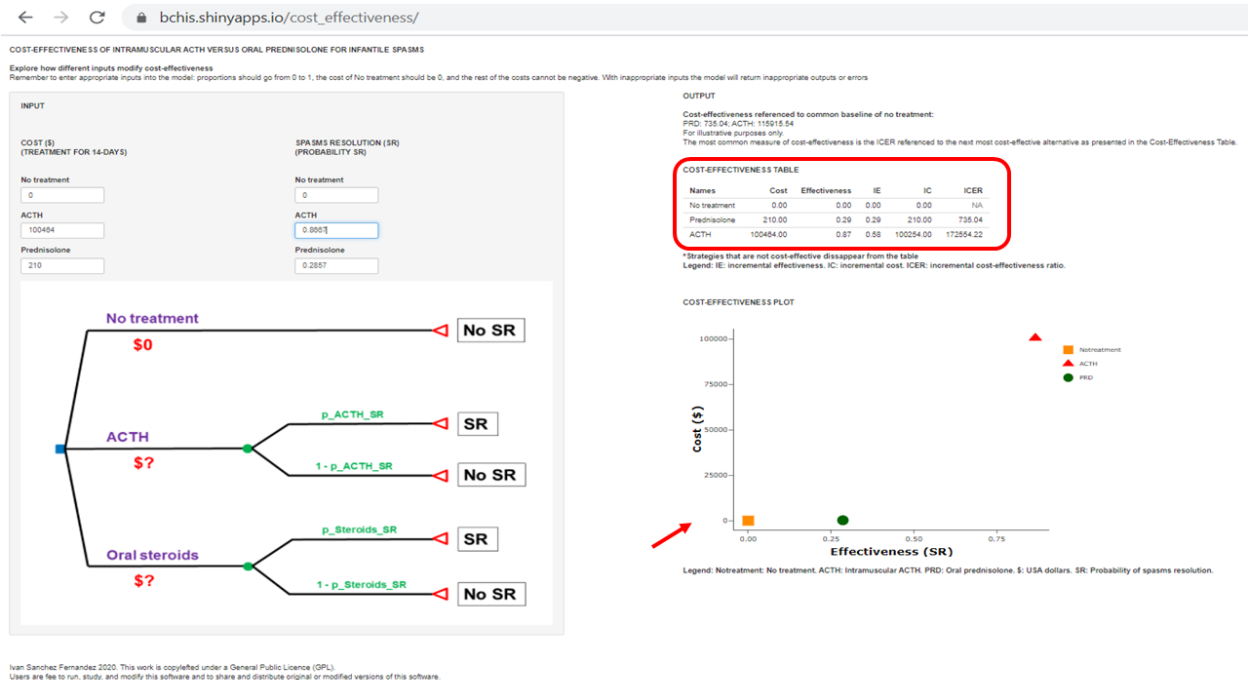 bchis.shinyapps.io/cost_effectiveness/
COST-EFFECTIVENESS OF INTRAMUSCULAR ACTH VERSUS ORAL PREDNISOLONE FOR INFANTILE SPASMS
Explore how different inputs modify cost-effectiveness
Remember to enter appropriate inputs into the model: proportions should go from 0 to 1, the cost of No treatment should be 0, and the rest of the costs cannot be negative. With inappropriate inputs the model will return inappropriate outputs or errors
INPUT
COST ($)
(TREATMENT FOR 14-DAYS)
No treatment
0
ACTH
100464
Prednisolone
210
SPASMS RESOLUTION (SR)
(PROBABILITY SR)
No treatment
0
ACTH
0.8667
Prednisolone
0.2857
No treatment
$0
No SR
ACTH
$?
p_ACTH_SR
SR
1 - p_ACTH_SR
No SR
Oral steroids
$?
p_Steroids_SR
SR
1 - p_Steroids_SR
No SR
OUTPUT
Cost-effectiveness referenced to common baseline of no treatment:
PRD: 735.04; ACTH: 115915.54
For illustrative purposes only.
The most common measure of cost-effectiveness is the ICER referenced to the next most cost-effective alternative as presented in the Cost-Effectiveness Table.
COST-EFFECTIVENESS TABLE
Names Cost Effectiveness IE IC ICER
No treatment 0.00 0.00 0.00 0.00 NA
Prednisolone 210.00 0.29 0.29 210.00 735.04
ACTH 100464.00 0.87 0.58 100254.00 172554.22
*Strategies that are not cost-effective dissappear from the table
Legend: IE: incremental effectiveness. IC: incremental cost. ICER: incremental cost-effectiveness ratio.
COST-EFFECTIVENESS PLOT
100000
75000
50000
25000
0
Cost ($)
0.00 0.25 0.50 0.75
Effectiveness (SR)
Notreatment
ACTH
PRD
Legend: Notreatment: No treatment. ACTH: Intramuscular ACTH. PRD: Oral prednisolone. $: USA dollars. SR: Probability of spasms resolution.
Ivan Sanchez Fernandez 2020. This work is copylefted under a General Public Licence (GPL).
Users are fee to run, study, and modify this software and to share and distribute original or modified versions of this software.